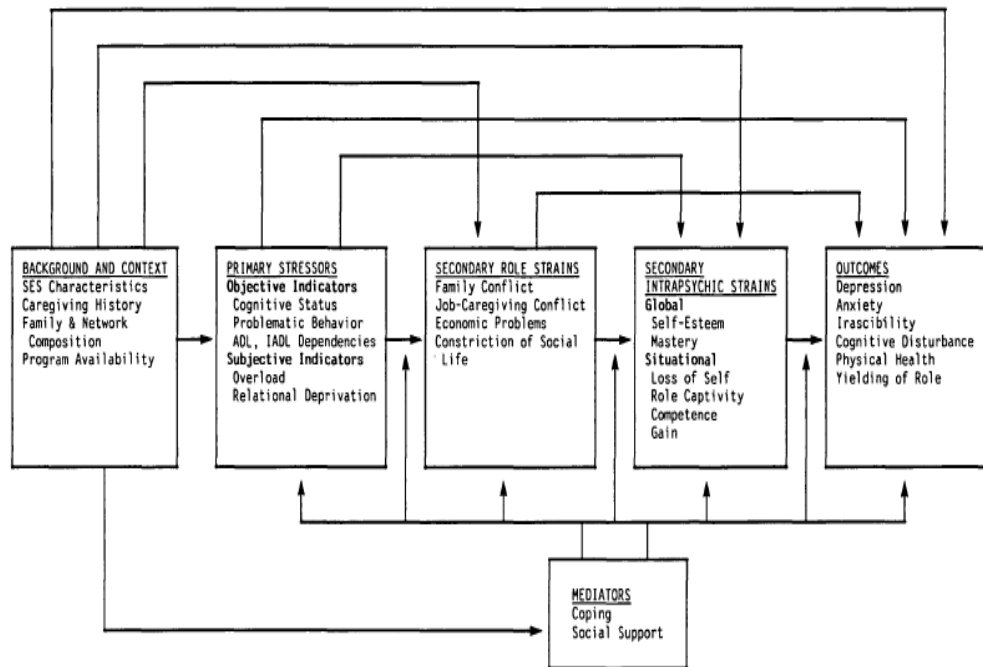 BACKGROUND AND CONTEXT
SES Characteristics
Caregiving History
Family & Network
Composition
Program Availability
PRIMARY STRESSORS
Objective Indicators
Cognitive Status
Problematic Behavior
ADL, IADL Dependencies
Subjective Indicators
Overload
Relational Deprivation
SECONDARY ROLE STRAINS
Family Conflict
Job-Caregiving Conflict
Economic Problems
Constriction of Social
Life
SECONDARY
INTRAPSYCHIC STRAINS
Global
Self-Esteem
Mastery
Situational
Loss of Self
Role Captivity
Competence
Gain
OUTCOMES
Depression
Anxiety
Irascibility
Cognitive Disturbance
Physical Health
Yielding of Role
MEDIATORS
Coping
Social Support